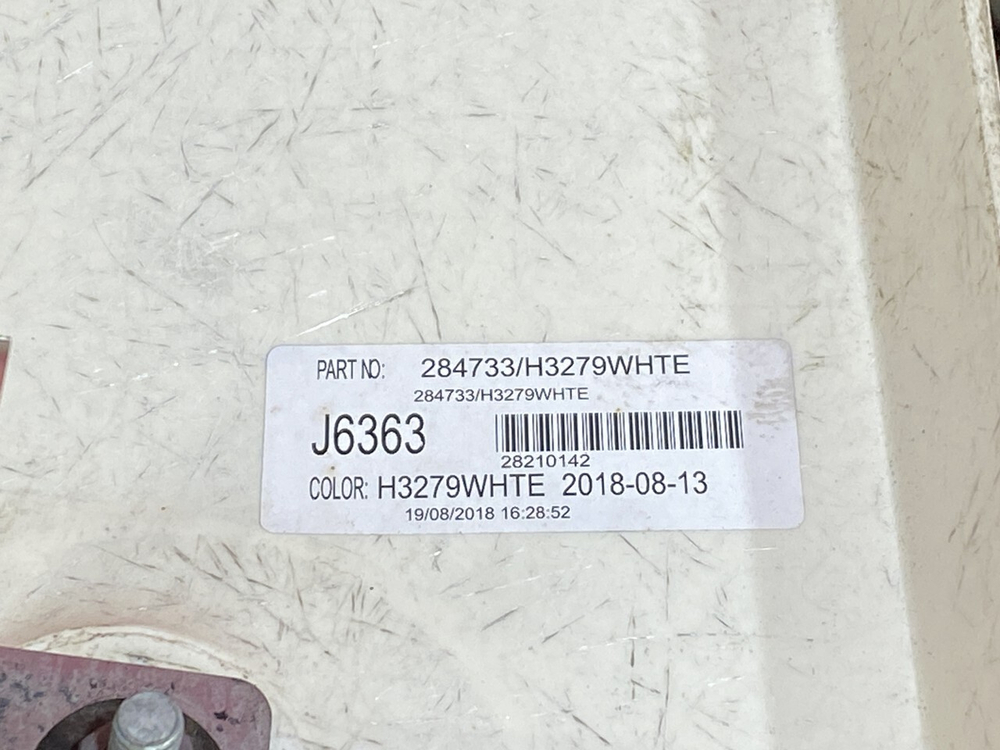 PART NO: 284733/H3279WHTE
284733/H3279WHTE
J6363
28210142
COLOR: H3279WHTE 2018-08-13
19/08/2018 16:28:52